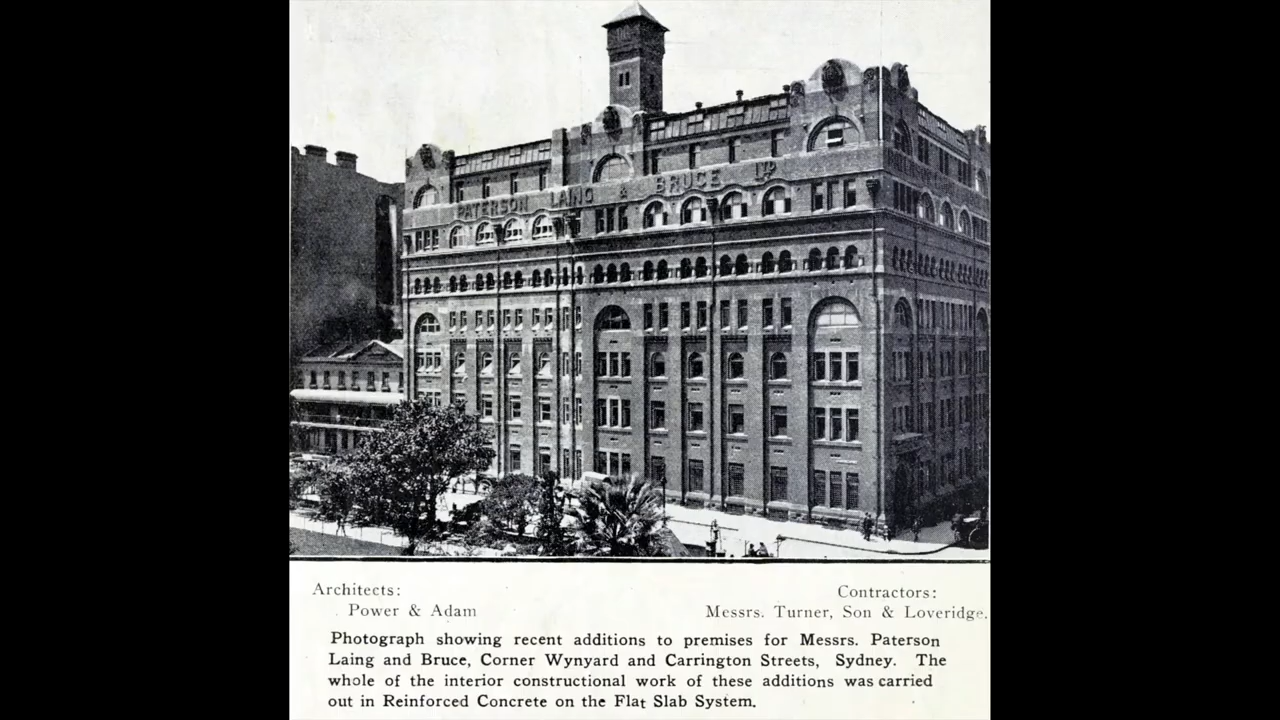 PATERSON LAING & BRUCE LTD
Architects:
Power & Adam
Contractors:
Messrs. Turner, Son & Loveridge.
Photograph showing recent additions to premises for Messrs. Paterson
Laing and Bruce, Corner Wynyard and Carrington Streets, Sydney. The
whole of the interior constructional work of these additions was carried
out in Reinforced Concrete on the Flat Slab System.